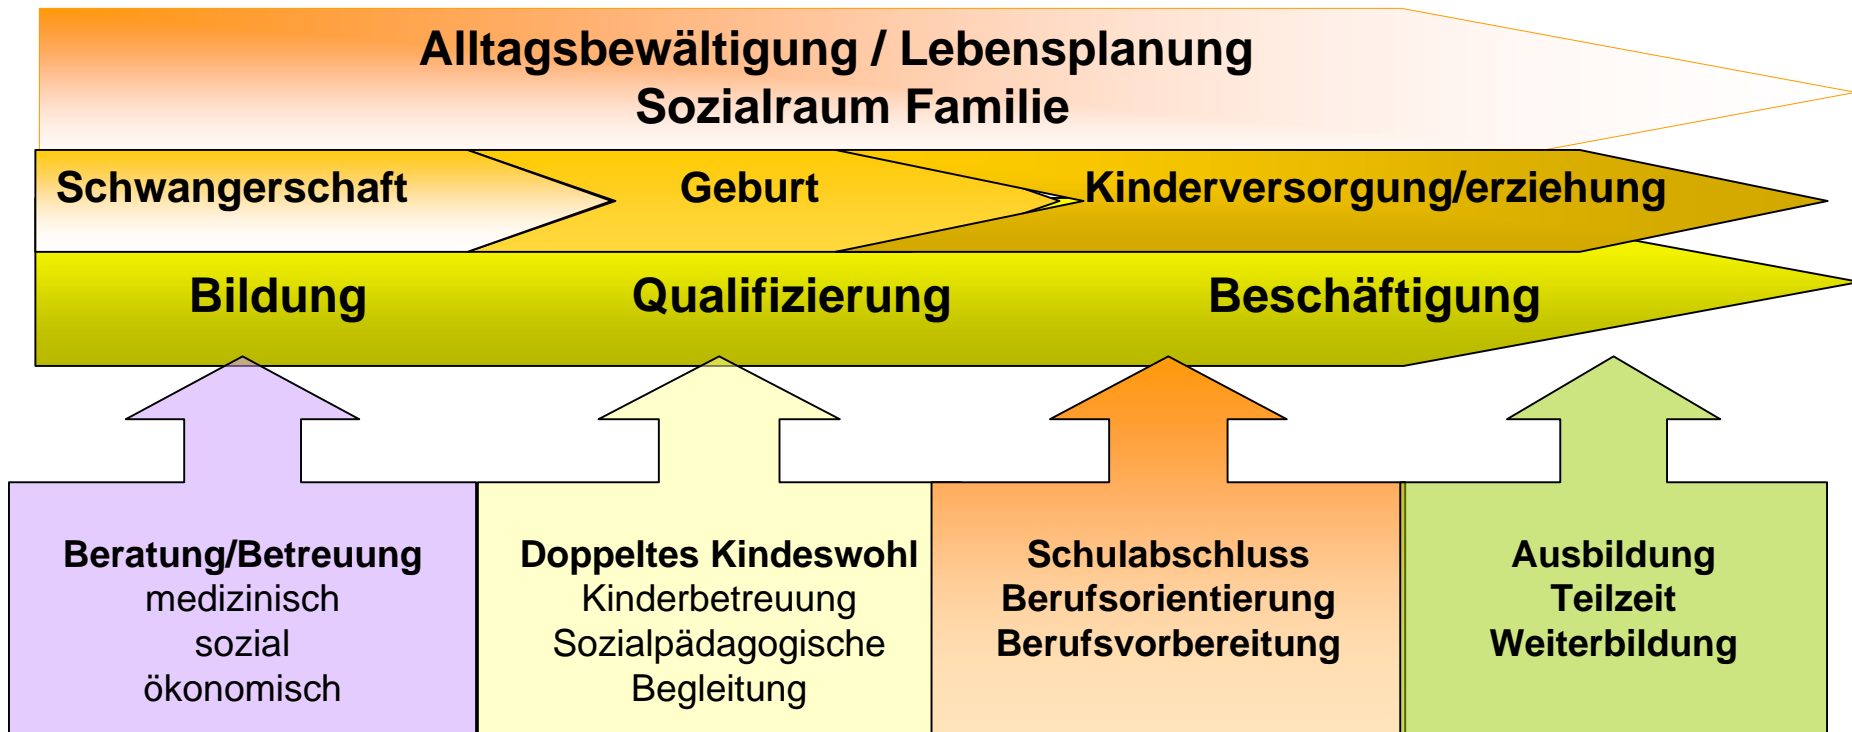 Alltagsbewältigung / Lebensplanung
Sozialraum Familie
Schwangerschaft
Geburt
Kinderversorgung/erziehung
Bildung
Qualifizierung
Beschäftigung
Beratung/Betreuung
medizinisch
sozial
ökonomisch
Doppeltes Kindeswohl
Kinderbetreuung
Sozialpädagogische
Begleitung
Schulabschluss
Berufsorientierung
Berufsvorbereitung
Ausbildung
Teilzeit
Weiterbildung